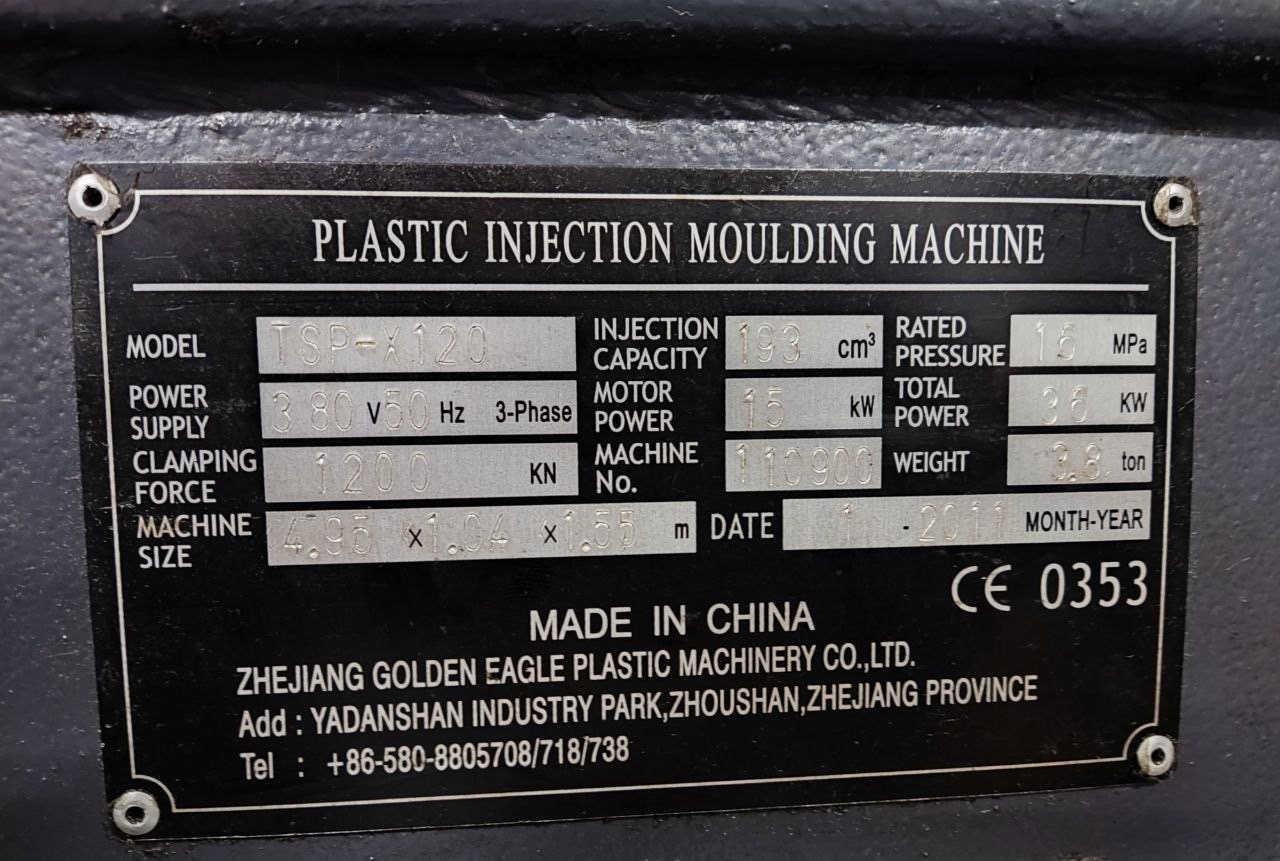 PLASTIC INJECTION MOULDING MACHINE
MODEL TSP-X120 INJECTION CAPACITY 193 cm³ RATED PRESSURE 16 MPa
POWER SUPPLY 380 V 50 Hz 3-Phase MOTOR POWER 15 kW TOTAL POWER 36 KW
CLAMPING FORCE 1200 KN MACHINE No. 110900 WEIGHT 3.8 ton
MACHINE SIZE 4.95 x 1.04 x 1.55 m DATE 1 - 2011 MONTH-YEAR
CE 0353
MADE IN CHINA
ZHEJIANG GOLDEN EAGLE PLASTIC MACHINERY CO.,LTD.
Add : YADANSHAN INDUSTRY PARK,ZHOUSHAN,ZHEJIANG PROVINCE
Tel : +86-580-8805708/718/738